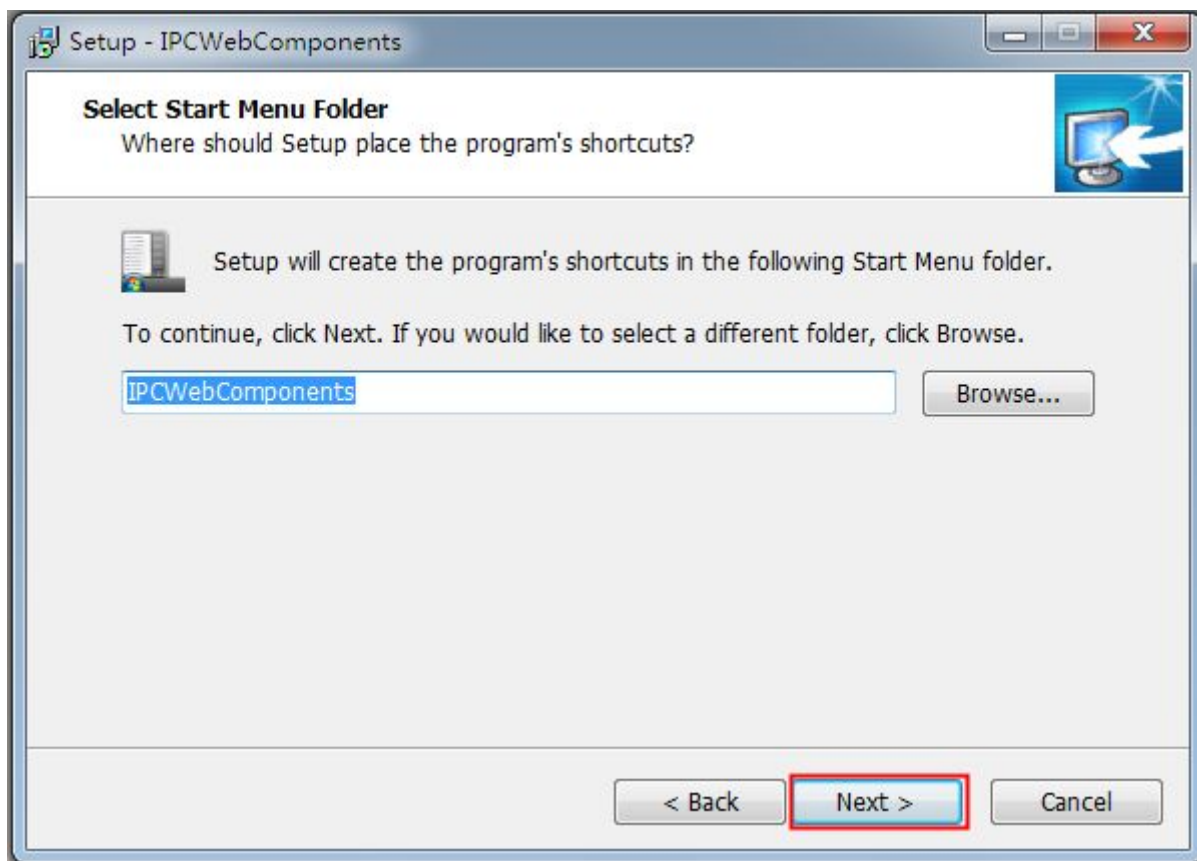 Setup - IPCWebComponents
Select Start Menu Folder
Where should Setup place the program's shortcuts?
Setup will create the program's shortcuts in the following Start Menu folder.
To continue, click Next. If you would like to select a different folder, click Browse.
IPCWebComponents
Browse...
< Back
Next >
Cancel